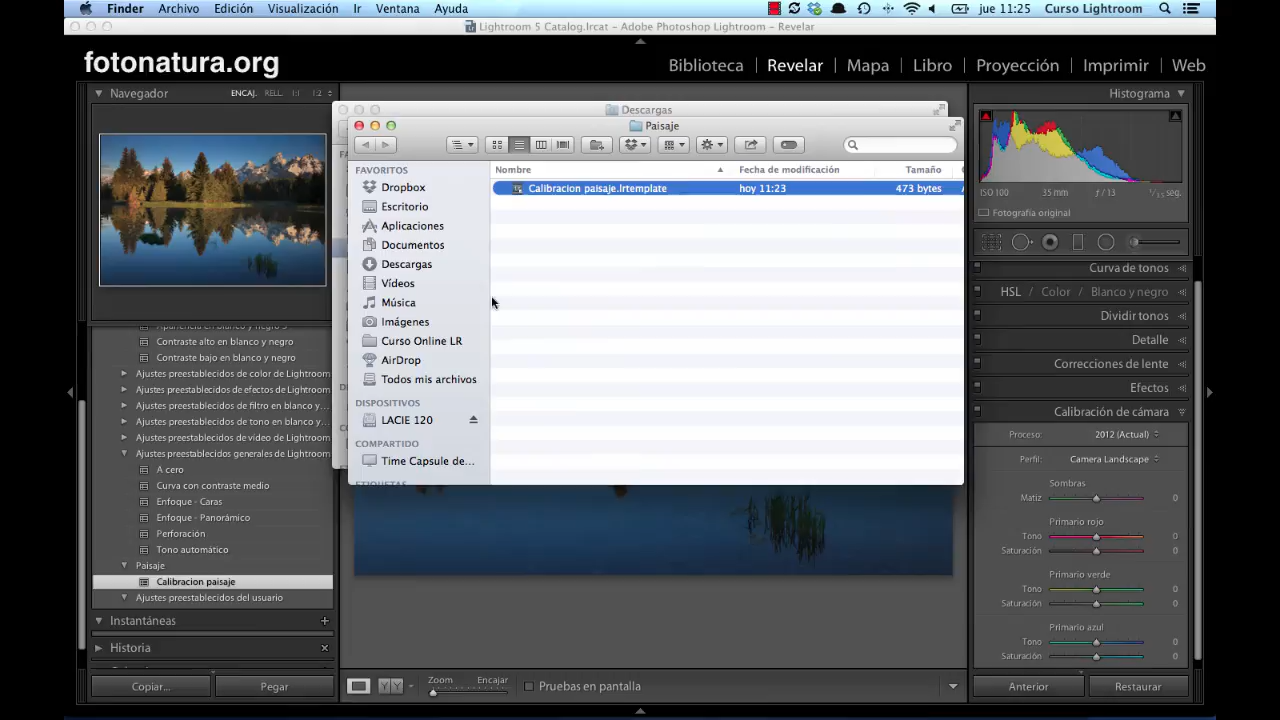 Finder Archivo Edición Visualización Ir Ventana Ayuda jue 11:25 Curso Lightroom
Lightroom 5 Catalog.lrcat – Adobe Photoshop Lightroom – Revelar
fotonatura.org
Biblioteca Revelar Mapa Libro Proyección Imprimir Web
Navegador ENCAJ. RELL. 1:1 1:2
Histograma
ISO 100 35 mm ƒ / 13
Fotografía original
Descargas
Paisaje
FAVORITOS
Dropbox
Escritorio
Aplicaciones
Documentos
Descargas
Vídeos
Música
Imágenes
Curso Online LR
AirDrop
Todos mis archivos
DISPOSITIVOS
LACIE 120
COMPARTIDO
Time Capsule de...
Nombre Fecha de modificación Tamaño
Calibracion paisaje.lrtemplate hoy 11:23 473 bytes
Contraste alto en blanco y negro
Contraste bajo en blanco y negro
Ajustes preestablecidos de color de Lightroom
Ajustes preestablecidos de efectos de Lightroom
Ajustes preestablecidos de filtro en blanco y...
Ajustes preestablecidos de tono en blanco y...
Ajustes preestablecidos de vídeo de Lightroom
Ajustes preestablecidos generales de Lightroom
A cero
Curva con contraste medio
Enfoque - Caras
Enfoque - Panorámico
Perforación
Tono automático
Paisaje
Calibracion paisaje
Ajustes preestablecidos del usuario
Instantáneas
Historia
Copiar... Pegar
Zoom Encajar
Pruebas en pantalla
Curva de tonos
HSL / Color / Blanco y negro
Dividir tonos
Detalle
Correcciones de lente
Efectos
Calibración de cámara
Proceso: 2012 (Actual)
Perfil: Camera Landscape
Sombras
Matiz 0
Primario rojo
Tono 0
Saturación 0
Primario verde
Tono 0
Saturación 0
Primario azul
Tono 0
Saturación 0
Anterior Restaurar